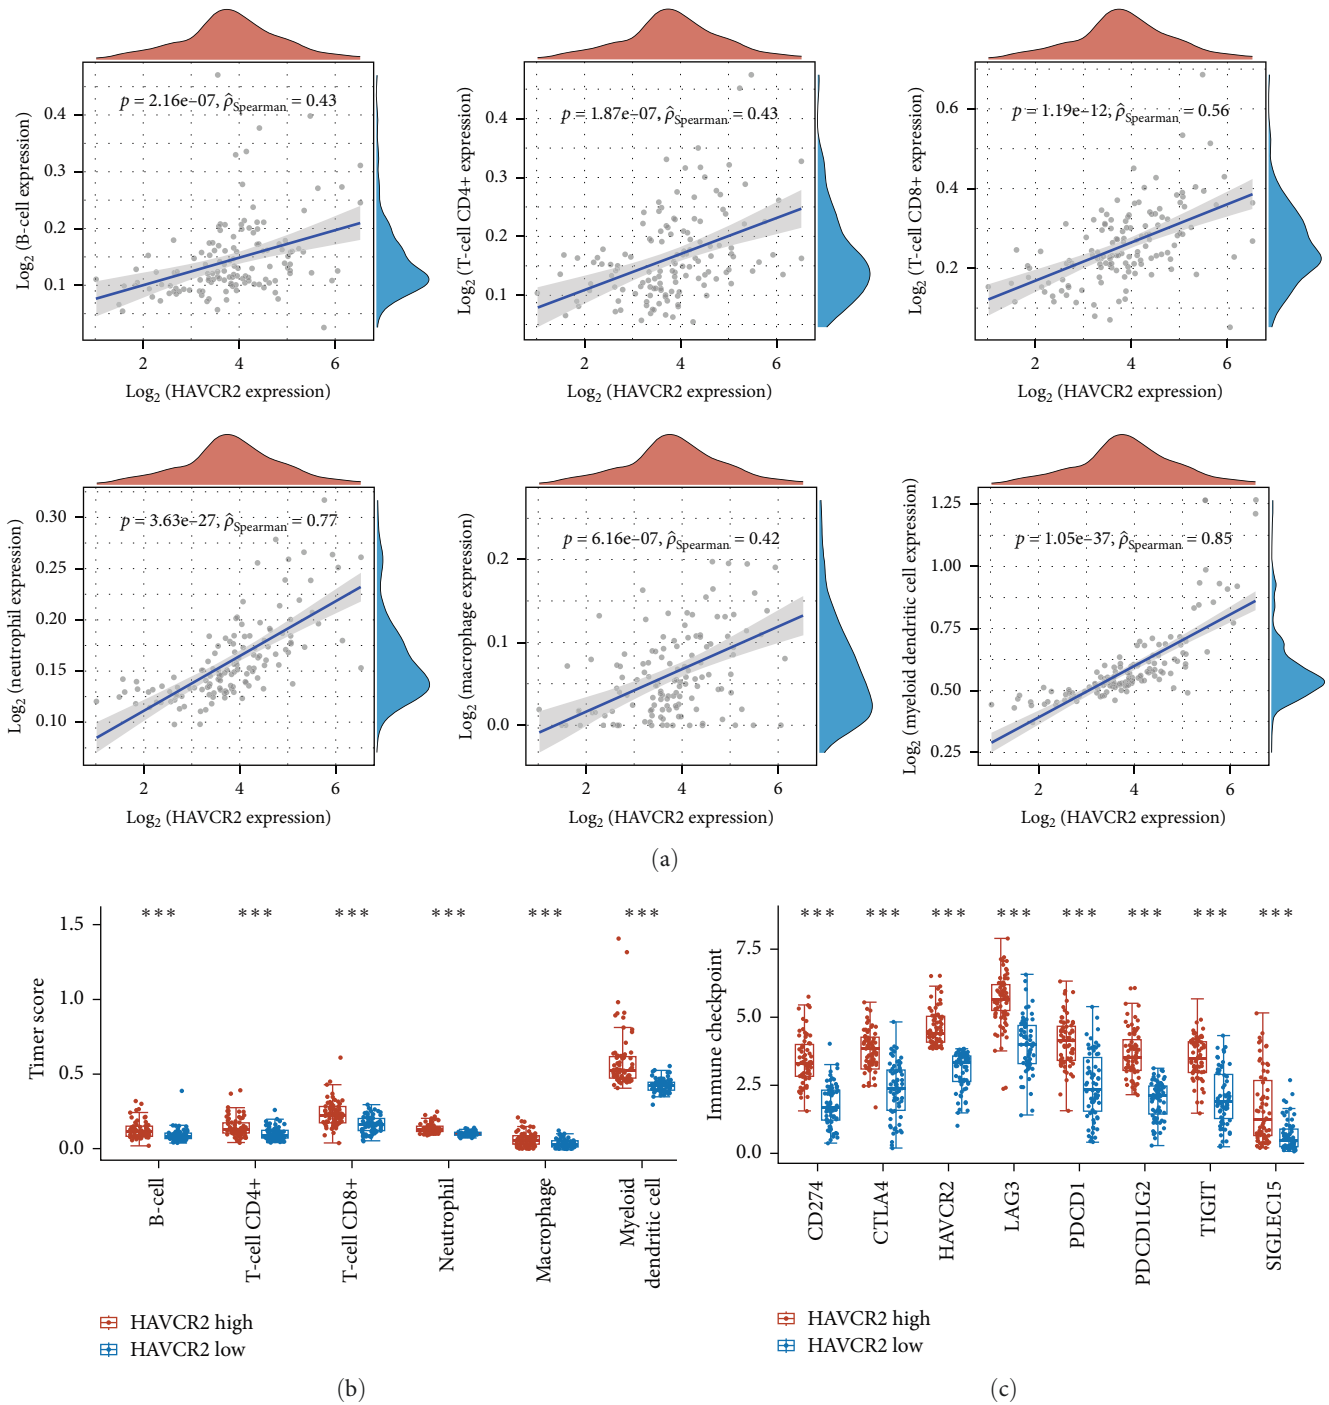 p = 2.16e−07, ρ̂Spearman = 0.43
Log2 (B-cell expression)
0.4
0.3
0.2
0.1
2 4 6
Log2 (HAVCR2 expression)
p = 1.87e−07, ρ̂Spearman = 0.43
Log2 (T-cell CD4+ expression)
0.4
0.3
0.2
0.1
2 4 6
Log2 (HAVCR2 expression)
p = 1.19e−12, ρ̂Spearman = 0.56
Log2 (T-cell CD8+ expression)
0.6
0.4
0.2
2 4 6
Log2 (HAVCR2 expression)
p = 3.63e−27, ρ̂Spearman = 0.77
Log2 (neutrophil expression)
0.30
0.25
0.20
0.15
0.10
2 4 6
Log2 (HAVCR2 expression)
p = 6.16e−07, ρ̂Spearman = 0.42
Log2 (macrophage expression)
0.2
0.1
0.0
2 4 6
Log2 (HAVCR2 expression)
p = 1.05e−37, ρ̂Spearman = 0.85
Log2 (myeloid dendritic cell expression)
1.25
1.00
0.75
0.50
0.25
2 4 6
Log2 (HAVCR2 expression)
(a)
*** *** *** *** *** ***
Timer score
1.5
1.0
0.5
0.0
B-cell
T-cell CD4+
T-cell CD8+
Neutrophil
Macrophage
Myeloid
dendritic cell
HAVCR2 high
HAVCR2 low
(b)
*** *** *** *** *** *** *** ***
Immune checkpoint
7.5
5.0
2.5
0.0
CD274
CTLA4
HAVCR2
LAG3
PDCD1
PDCD1LG2
TIGIT
SIGLEC15
HAVCR2 high
HAVCR2 low
(c)